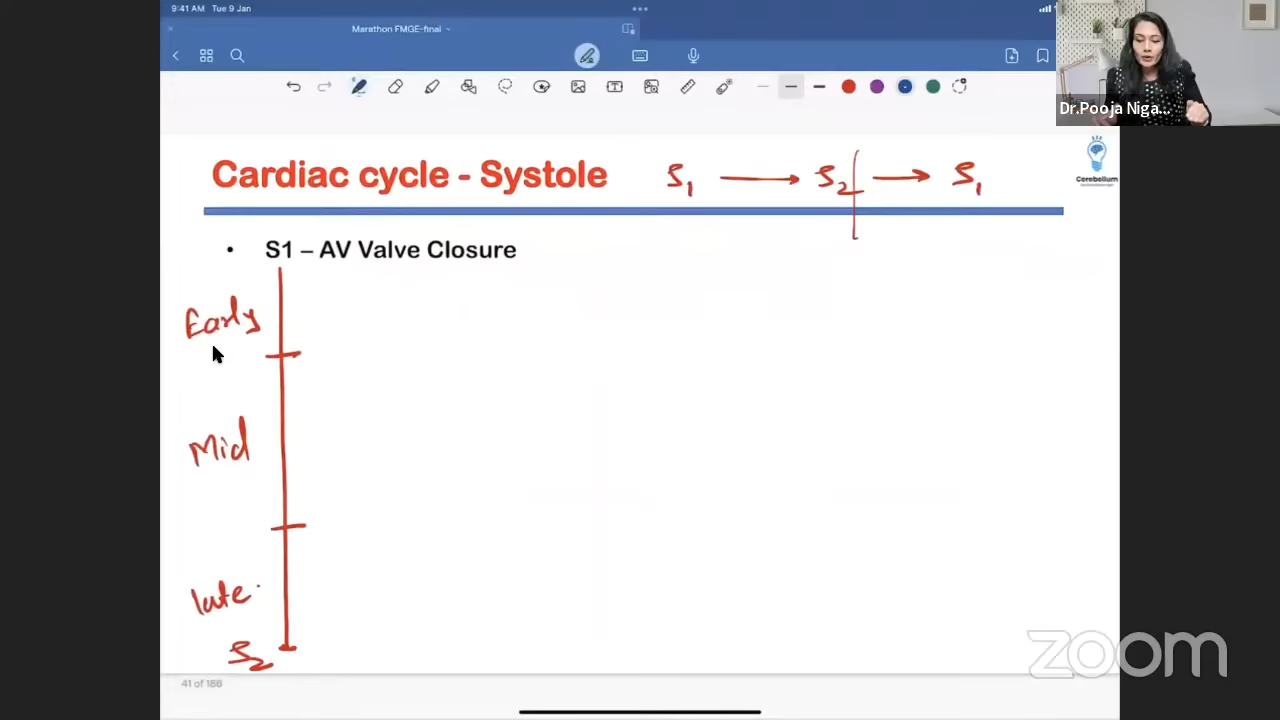 9:41 AM Tue 9 Jan
Marathon FMGE-final
Dr.Pooja Niga...
Cardiac cycle - Systole
S1 → S2 → S1
Cerebellum
• S1 – AV Valve Closure
Early
Mid
late
S2
zoom
41 of 186